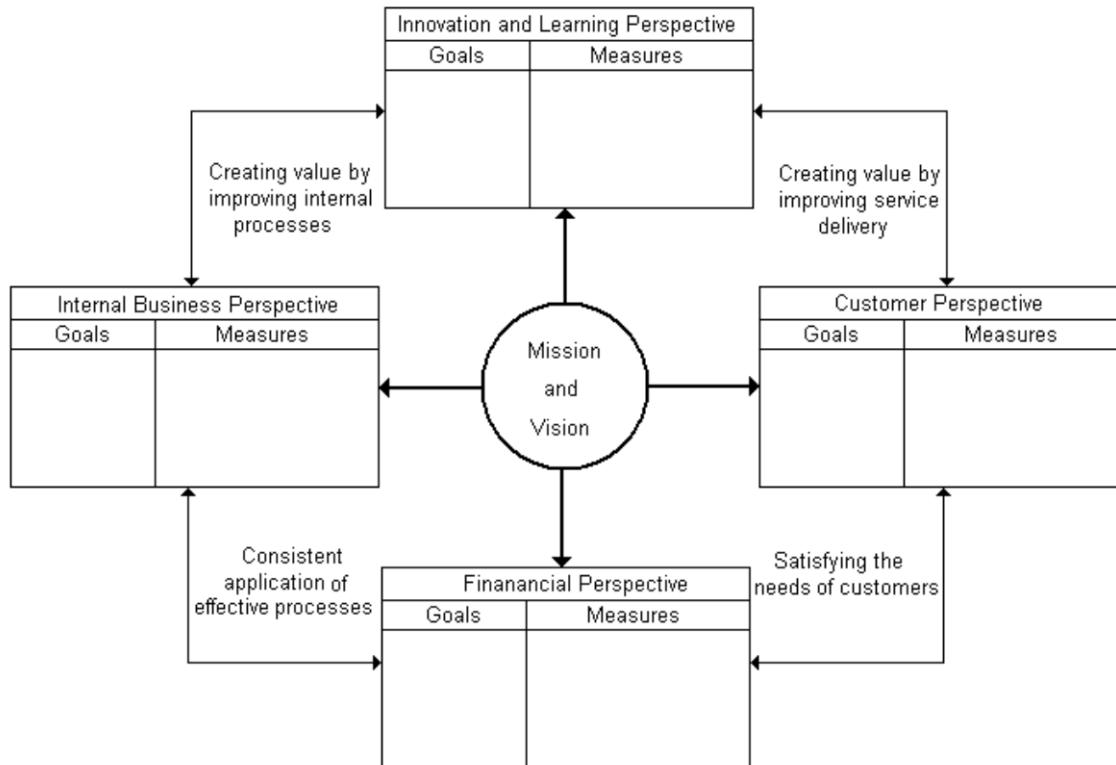 Innovation and Learning Perspective
Goals Measures
Creating value by
improving internal
processes
Creating value by
improving service
delivery
Internal Business Perspective
Goals Measures
Mission
and
Vision
Customer Perspective
Goals Measures
Consistent
application of
effective processes
Satisfying the
needs of customers
Finanancial Perspective
Goals Measures